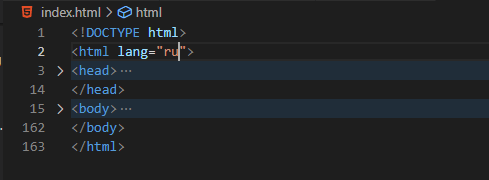 index.html > html
1 <!DOCTYPE html>
2 <html lang="ru">
3 <head>…
14 </head>
15 <body>…
162 </body>
163 </html>